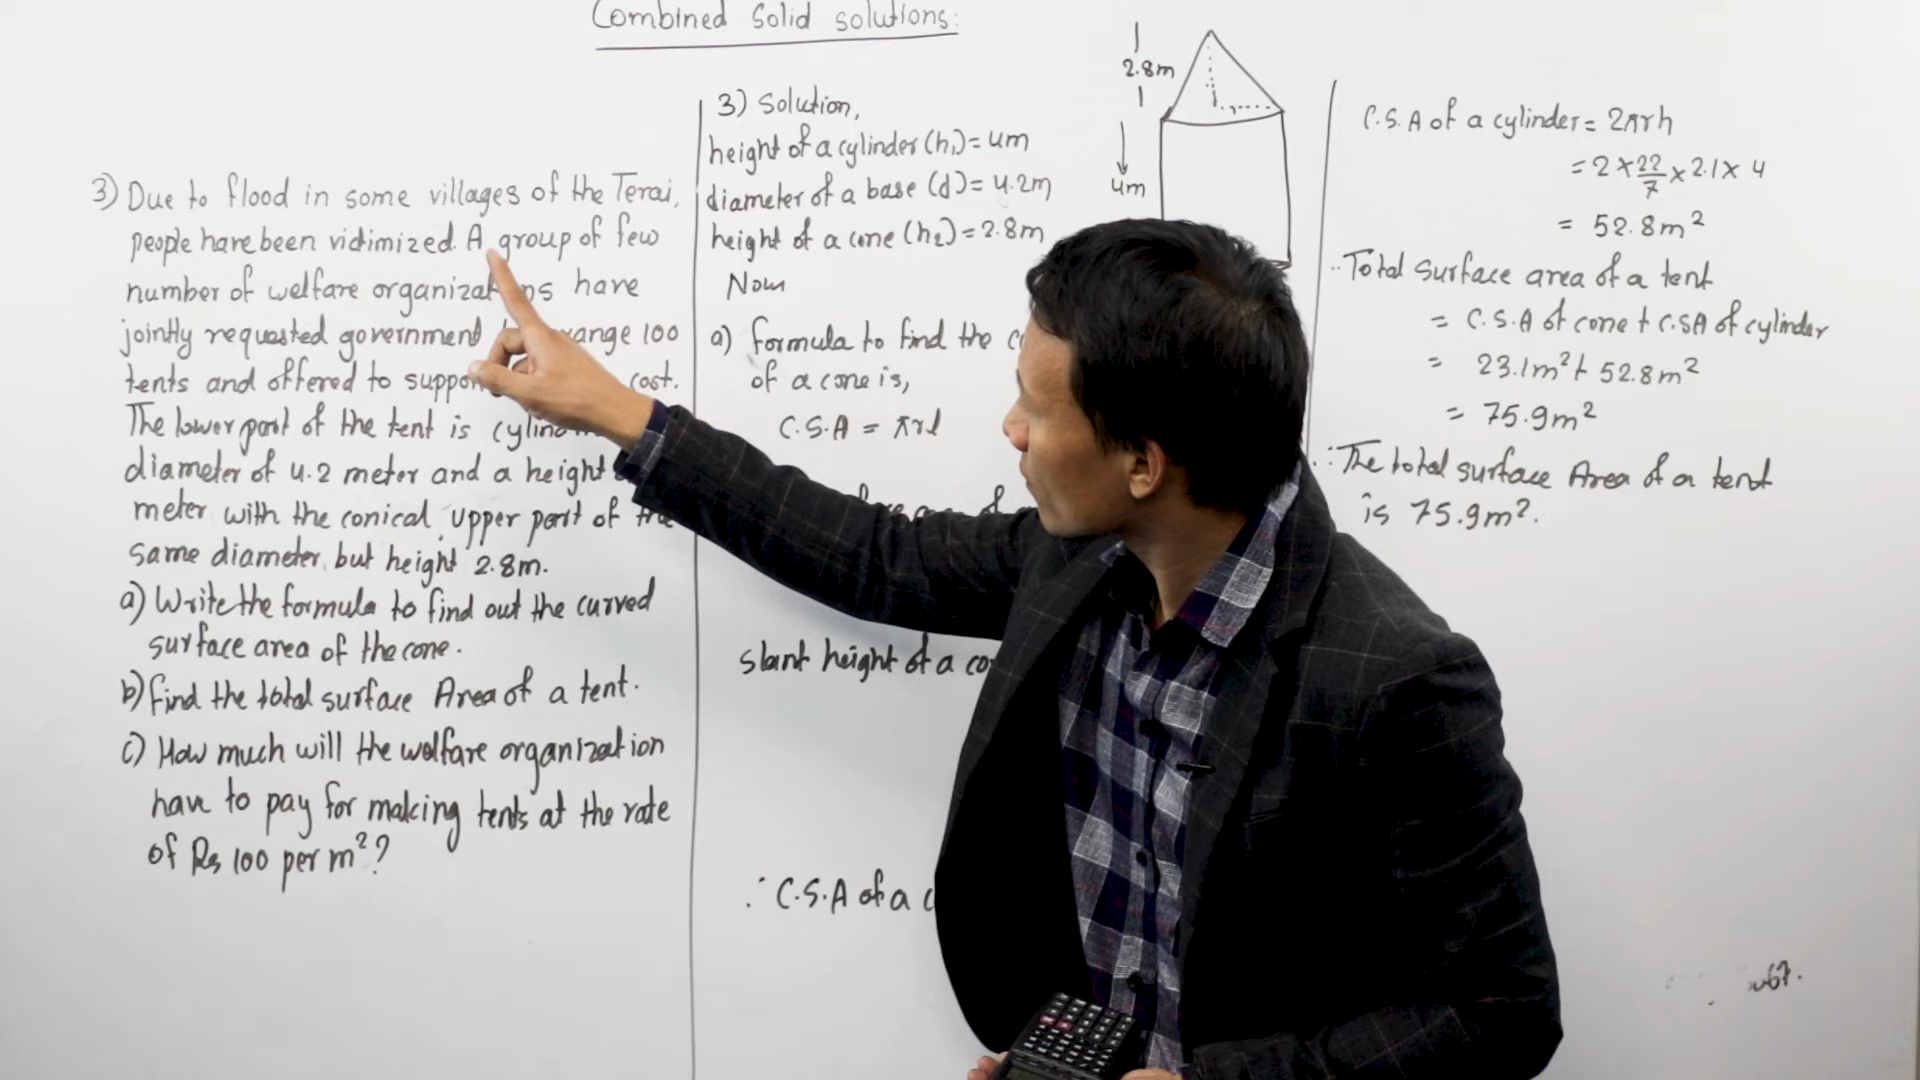 Combined Solid solutions:
3) Due to flood in some villages of the Terai,
people have been victimized. A group of few
number of welfare organizations have
jointly requested government range 100
tents and offered to support cost.
The lower part of the tent is
diameter of 4.2 meter and a height
meter with the conical upper part of the
same diameter but height 2.8m.
a) Write the formula to find out the curved
surface area of the cone.
b) find the total surface Area of a tent.
c) How much will the welfare organization
have to pay for making tents at the rate
of Rs 100 per m²?
3) Solution,
height of a cylinder (h₁) = 4m
diameter of a base (d) = 4.2m
height of a cone (h₂) = 2.8m
Now
a) formula to find the
of a cone is,
C.S.A = πrl
slant height of a
∴ C.S.A of a
2.8m
4m
C.S.A of a cylinder = 2πrh
= 2 × 22/7 × 2.1 × 4
= 52.8m²
∴ Total surface area of a tent
= C.S.A of cone + C.SA of cylinder
= 23.1m² + 52.8m²
= 75.9m²
∴ The total surface Area of a tent
is 75.9m².